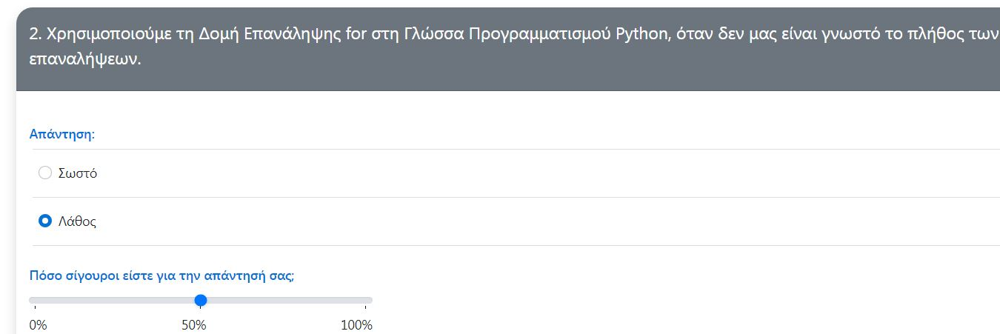 2. Χρησιμοποιούμε τη Δομή Επανάληψης for στη Γλώσσα Προγραμματισμού Python, όταν δεν μας είναι γνωστό το πλήθος των
επαναλήψεων.
Απάντηση:
Σωστό
Λάθος
Πόσο σίγουροι είστε για την απάντησή σας;
0% 50% 100%